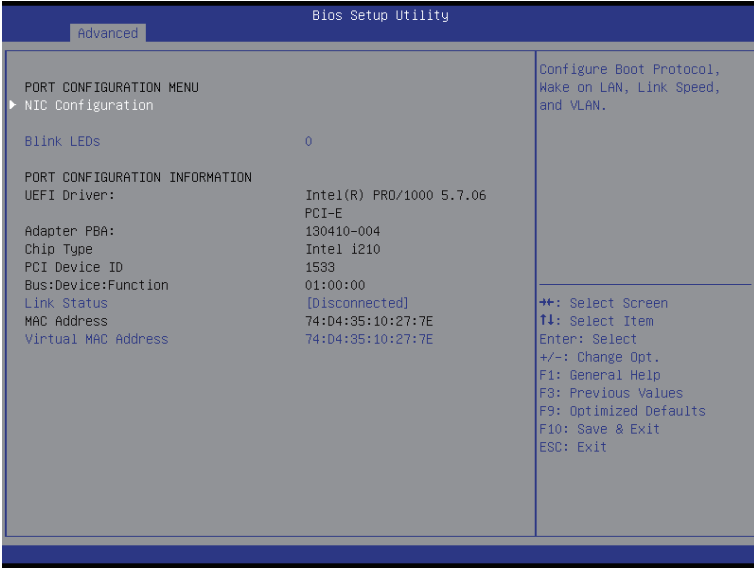 Bios Setup Utility
Advanced
PORT CONFIGURATION MENU
NIC Configuration
Blink LEDs 0
PORT CONFIGURATION INFORMATION
UEFI Driver: Intel(R) PRO/1000 5.7.06
PCI-E
Adapter PBA: 130410-004
Chip Type Intel i210
PCI Device ID 1533
Bus:Device:Function 01:00:00
Link Status [Disconnected]
MAC Address 74:D4:35:10:27:7E
Virtual MAC Address 74:D4:35:10:27:7E
Configure Boot Protocol,
Wake on LAN, Link Speed,
and VLAN.
→←: Select Screen
↑↓: Select Item
Enter: Select
+/-: Change Opt.
F1: General Help
F3: Previous Values
F9: Optimized Defaults
F10: Save & Exit
ESC: Exit